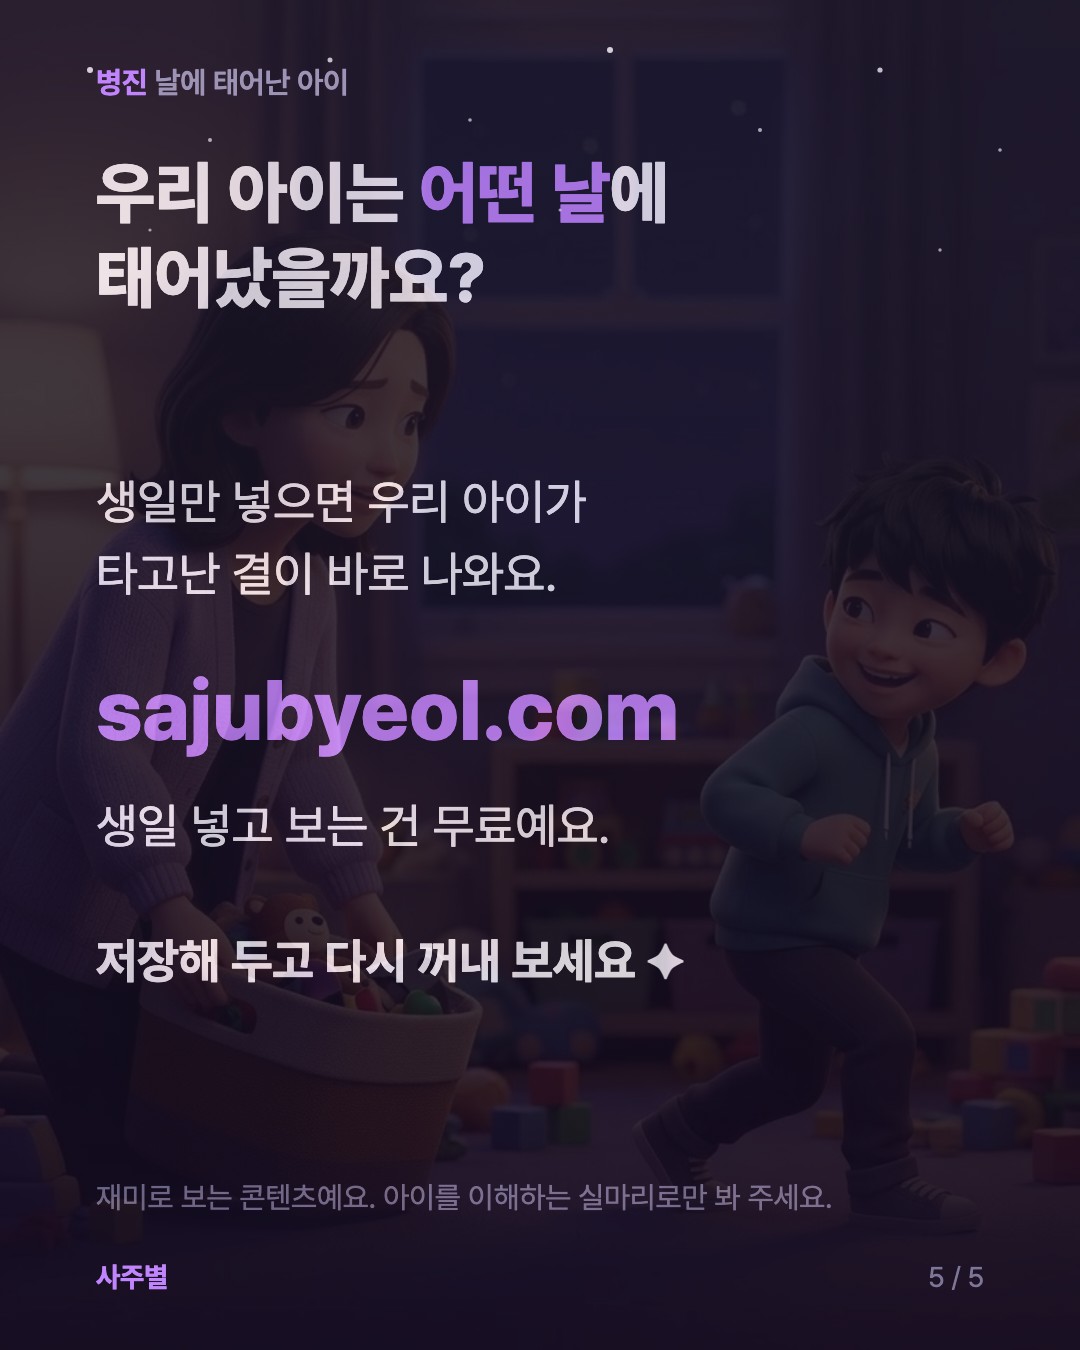 병진 날에 태어난 아이
우리 아이는 어떤 날에
태어났을까요?
생일만 넣으면 우리 아이가
타고난 결이 바로 나와요.
sajubyeol.com
생일 넣고 보는 건 무료예요.
저장해 두고 다시 꺼내 보세요 ✦
재미로 보는 콘텐츠예요. 아이를 이해하는 실마리로만 봐 주세요.
사주별
5 / 5